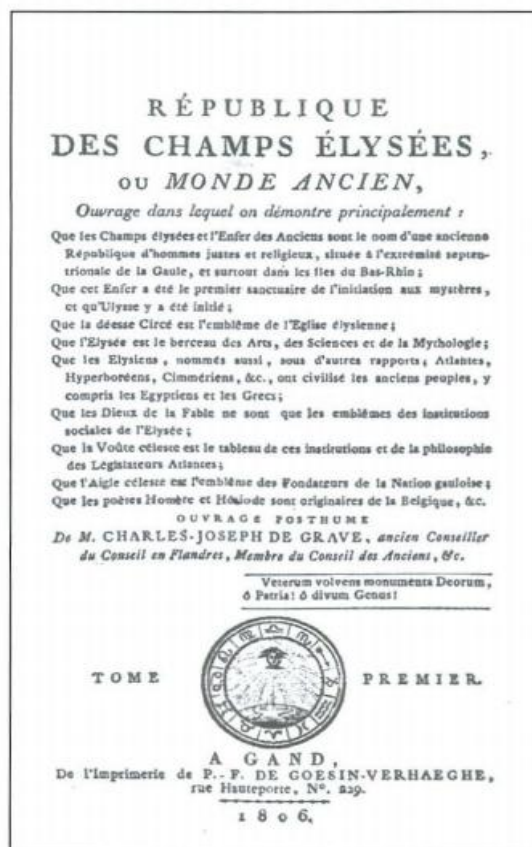 RÉPUBLIQUE
DES CHAMPS ÉLYSÉES,
OU MONDE ANCIEN,
Ouvrage dans lequel on démontre principalement :
Que les Champs élysées et l'Enfer des Anciens sont le nom d'une ancienne
République d'hommes justes et religieux, située à l'extrémité septen-
trionale de la Gaule, et surtout dans les îles du Bas-Rhin ;
Que cet Enfer a été le premier sanctuaire de l'initiation aux mystères,
et qu'Ulysse y a été initié ;
Que la déesse Circé est l'emblême de l'Eglise élysienne ;
Que l'Elysée est le berceau des Arts, des Sciences et de la Mythologie ;
Que les Elysiens, nommés aussi, sous d'autres rapports, Atlantes,
Hyperboréens, Cimmériens, &c., ont civilisé les anciens peuples, y
compris les Egyptiens et les Grecs ;
Que les Dieux de la Fable ne sont que les emblêmes des institutions
sociales de l'Elysée ;
Que la Voûte céleste est le tableau de ces institutions et de la philosophie
des Législateurs Atlantes ;
Que l'Aigle céleste est l'emblême des Fondateurs de la Nation gauloise ;
Que les poëtes Homère et Hésiode sont originaires de la Belgique, &c.
OUVRAGE POSTHUME
De M. CHARLES-JOSEPH DE GRAVE, ancien Conseiller
du Conseil en Flandres, Membre du Conseil des Anciens, &c.
Veterum volvens monumenta Deorum,
ô Patria! ô divum Genus!
TOME PREMIER.
A GAND,
De l'Imprimerie de P.-F. DE GOESIN-VERHAEGHE,
rue Hauteporte, N°. 229.
1806.